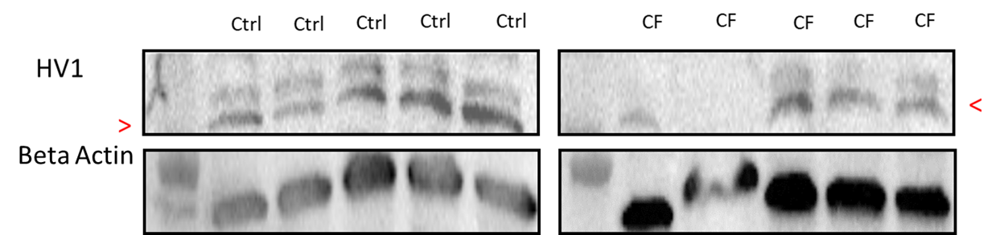 Ctrl Ctrl Ctrl Ctrl Ctrl CF CF CF CF CF
HV1
> <
Beta Actin